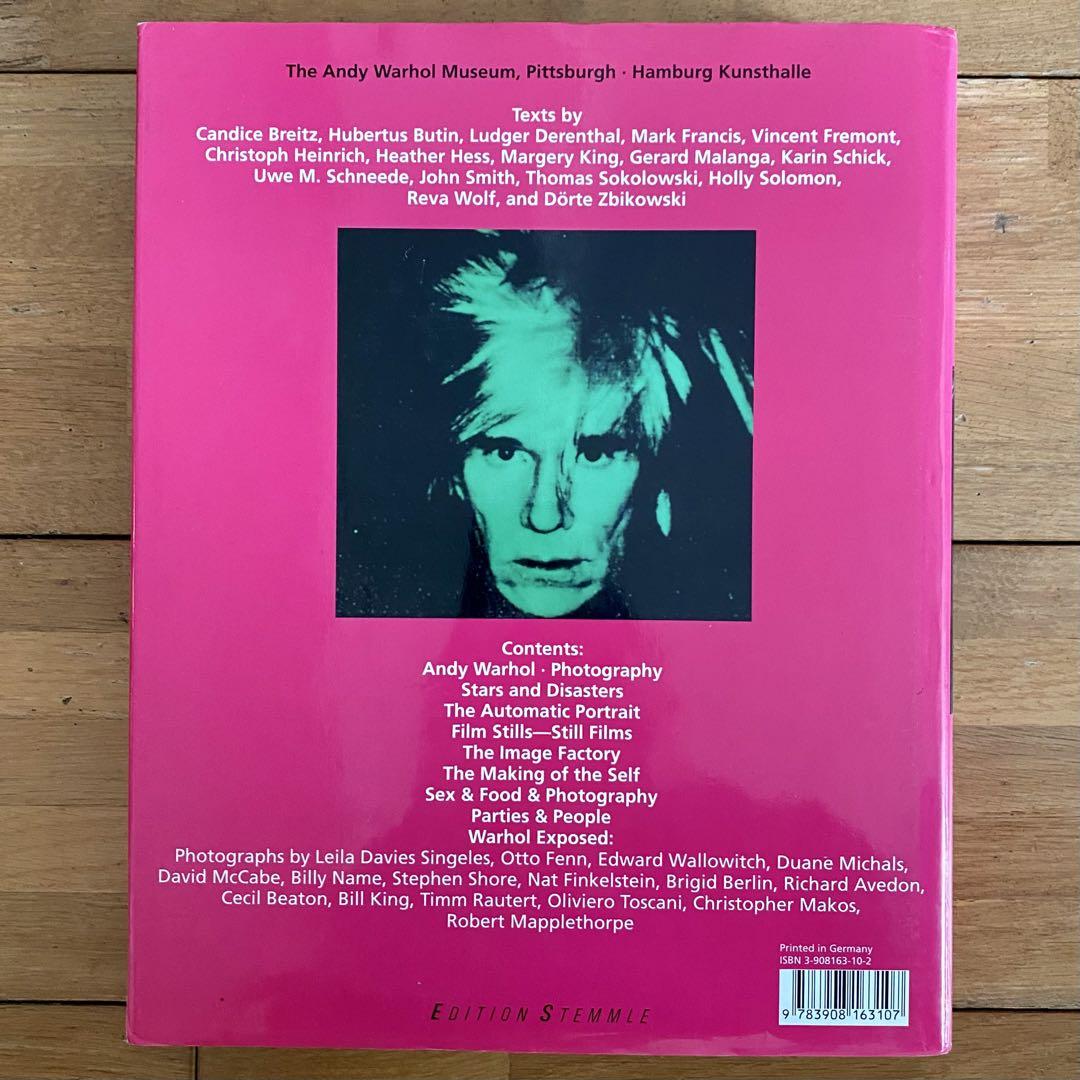 The Andy Warhol Museum, Pittsburgh · Hamburg Kunsthalle
Texts by
Candice Breitz, Hubertus Butin, Ludger Derenthal, Mark Francis, Vincent Fremont,
Christoph Heinrich, Heather Hess, Margery King, Gerard Malanga, Karin Schick,
Uwe M. Schneede, John Smith, Thomas Sokolowski, Holly Solomon,
Reva Wolf, and Dörte Zbikowski
Contents:
Andy Warhol · Photography
Stars and Disasters
The Automatic Portrait
Film Stills—Still Films
The Image Factory
The Making of the Self
Sex & Food & Photography
Parties & People
Warhol Exposed:
Photographs by Leila Davies Singeles, Otto Fenn, Edward Wallowitch, Duane Michals,
David McCabe, Billy Name, Stephen Shore, Nat Finkelstein, Brigid Berlin, Richard Avedon,
Cecil Beaton, Bill King, Timm Rautert, Oliviero Toscani, Christopher Makos,
Robert Mapplethorpe
Printed in Germany
ISBN 3-908163-10-2
9 783908 163107
EDITION STEMMLE